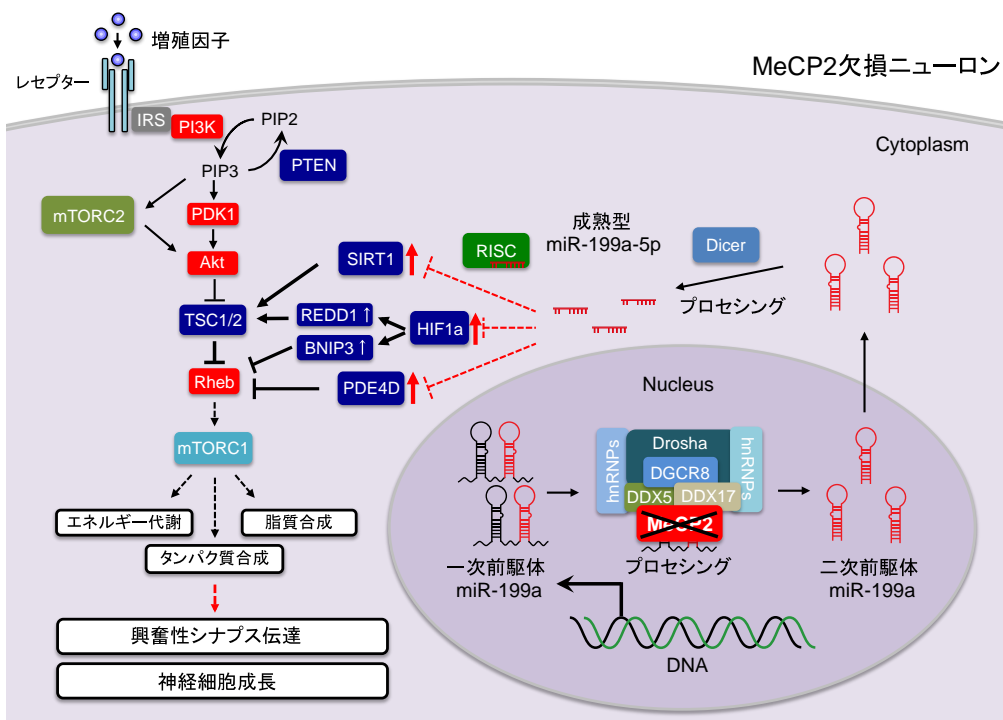 増殖因子
レセプター
MeCP2欠損ニューロン
IRS
PI3K
PIP2
PIP3
PTEN
Cytoplasm
mTORC2
PDK1
Akt
SIRT1
RISC
成熟型
miR-199a-5p
Dicer
プロセシング
TSC1/2
REDD1↑
HIF1a
BNIP3↑
Rheb
PDE4D
mTORC1
エネルギー代謝
脂質合成
タンパク質合成
興奮性シナプス伝達
神経細胞成長
Nucleus
hnRNPs
Drosha
hnRNPs
DGCR8
DDX5
DDX17
MeCP2
プロセシング
一次前駆体
miR-199a
二次前駆体
miR-199a
DNA